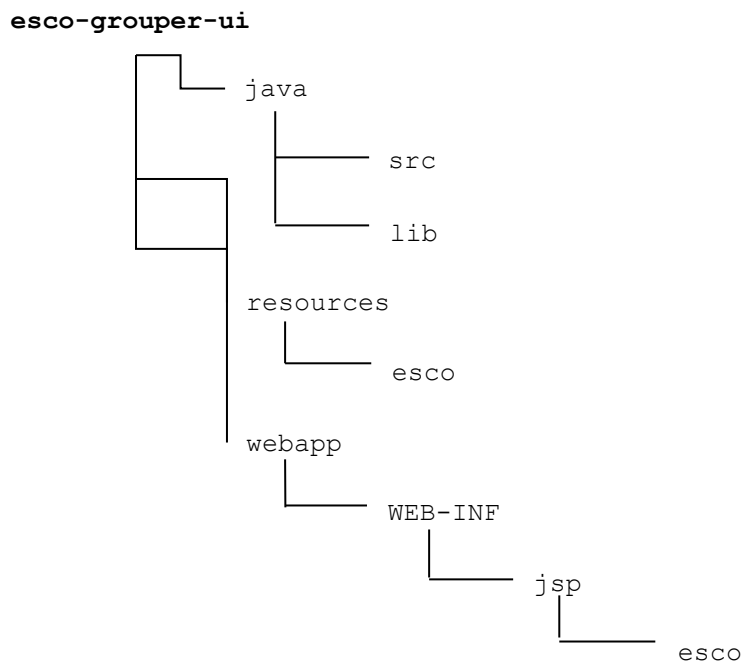 esco-grouper-ui
java
src
lib
resources
esco
webapp
WEB-INF
jsp
esco